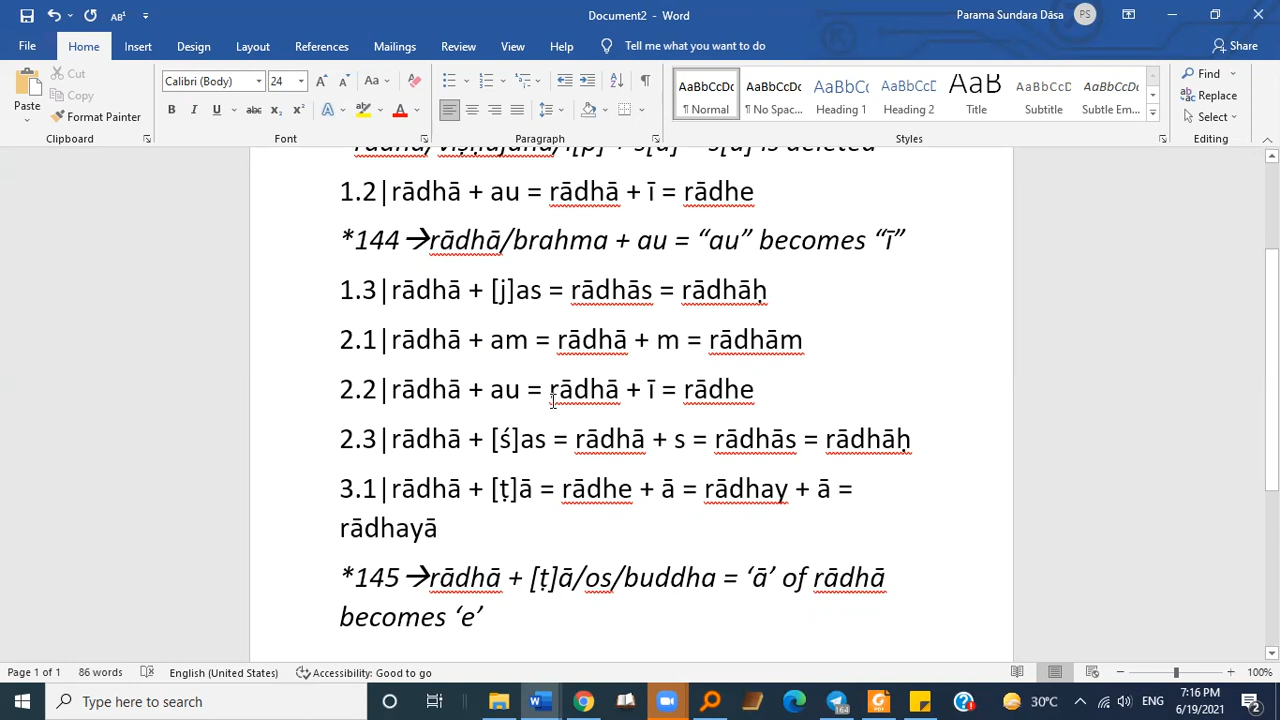 Document2 - Word
Parama Sundara Dāsa PS
File Home Insert Design Layout References Mailings Review View Help Tell me what you want to do Share
Paste Cut Copy Format Painter
Calibri (Body) 24
AaBbCcDc AaBbCcDc AaBbCc AaBbCcC AaB AaBbCcD AaBbCcDc
¶ Normal ¶ No Spac... Heading 1 Heading 2 Title Subtitle Subtle Em...
Find Replace Select
Clipboard Font Paragraph Styles Editing
1.2|rādhā + au = rādhā + ī = rādhe
*144→rādhā/brahma + au = “au” becomes “ī”
1.3|rādhā + [j]as = rādhās = rādhāḥ
2.1|rādhā + am = rādhā + m = rādhām
2.2|rādhā + au = rādhā + ī = rādhe
2.3|rādhā + [ś]as = rādhā + s = rādhās = rādhāḥ
3.1|rādhā + [ṭ]ā = rādhe + ā = rādhay + ā =
rādhayā
*145→rādhā + [ṭ]ā/os/buddha = ‘ā’ of rādhā
becomes ‘e’
Page 1 of 1 86 words English (United States) Accessibility: Good to go 100%
Type here to search 164 30°C ENG 7:16 PM 6/19/2021 2